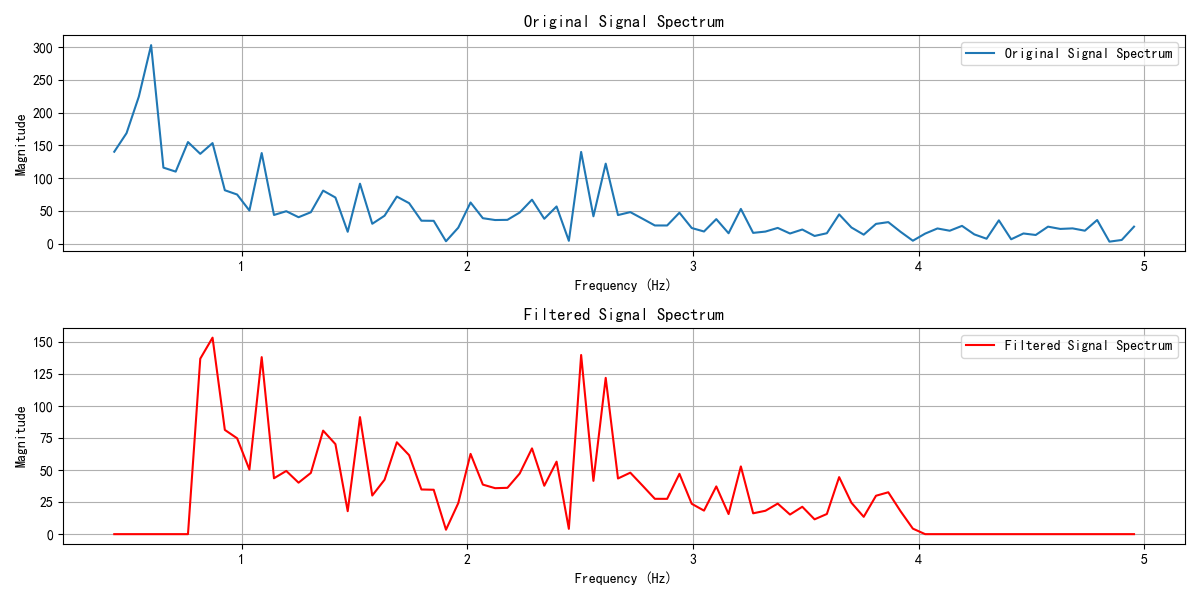 Original Signal Spectrum
Original Signal Spectrum
Magnitude
300
250
200
150
100
50
0
1 2 3 4 5
Frequency (Hz)
Filtered Signal Spectrum
Filtered Signal Spectrum
Magnitude
150
125
100
75
50
25
0
1 2 3 4 5
Frequency (Hz)